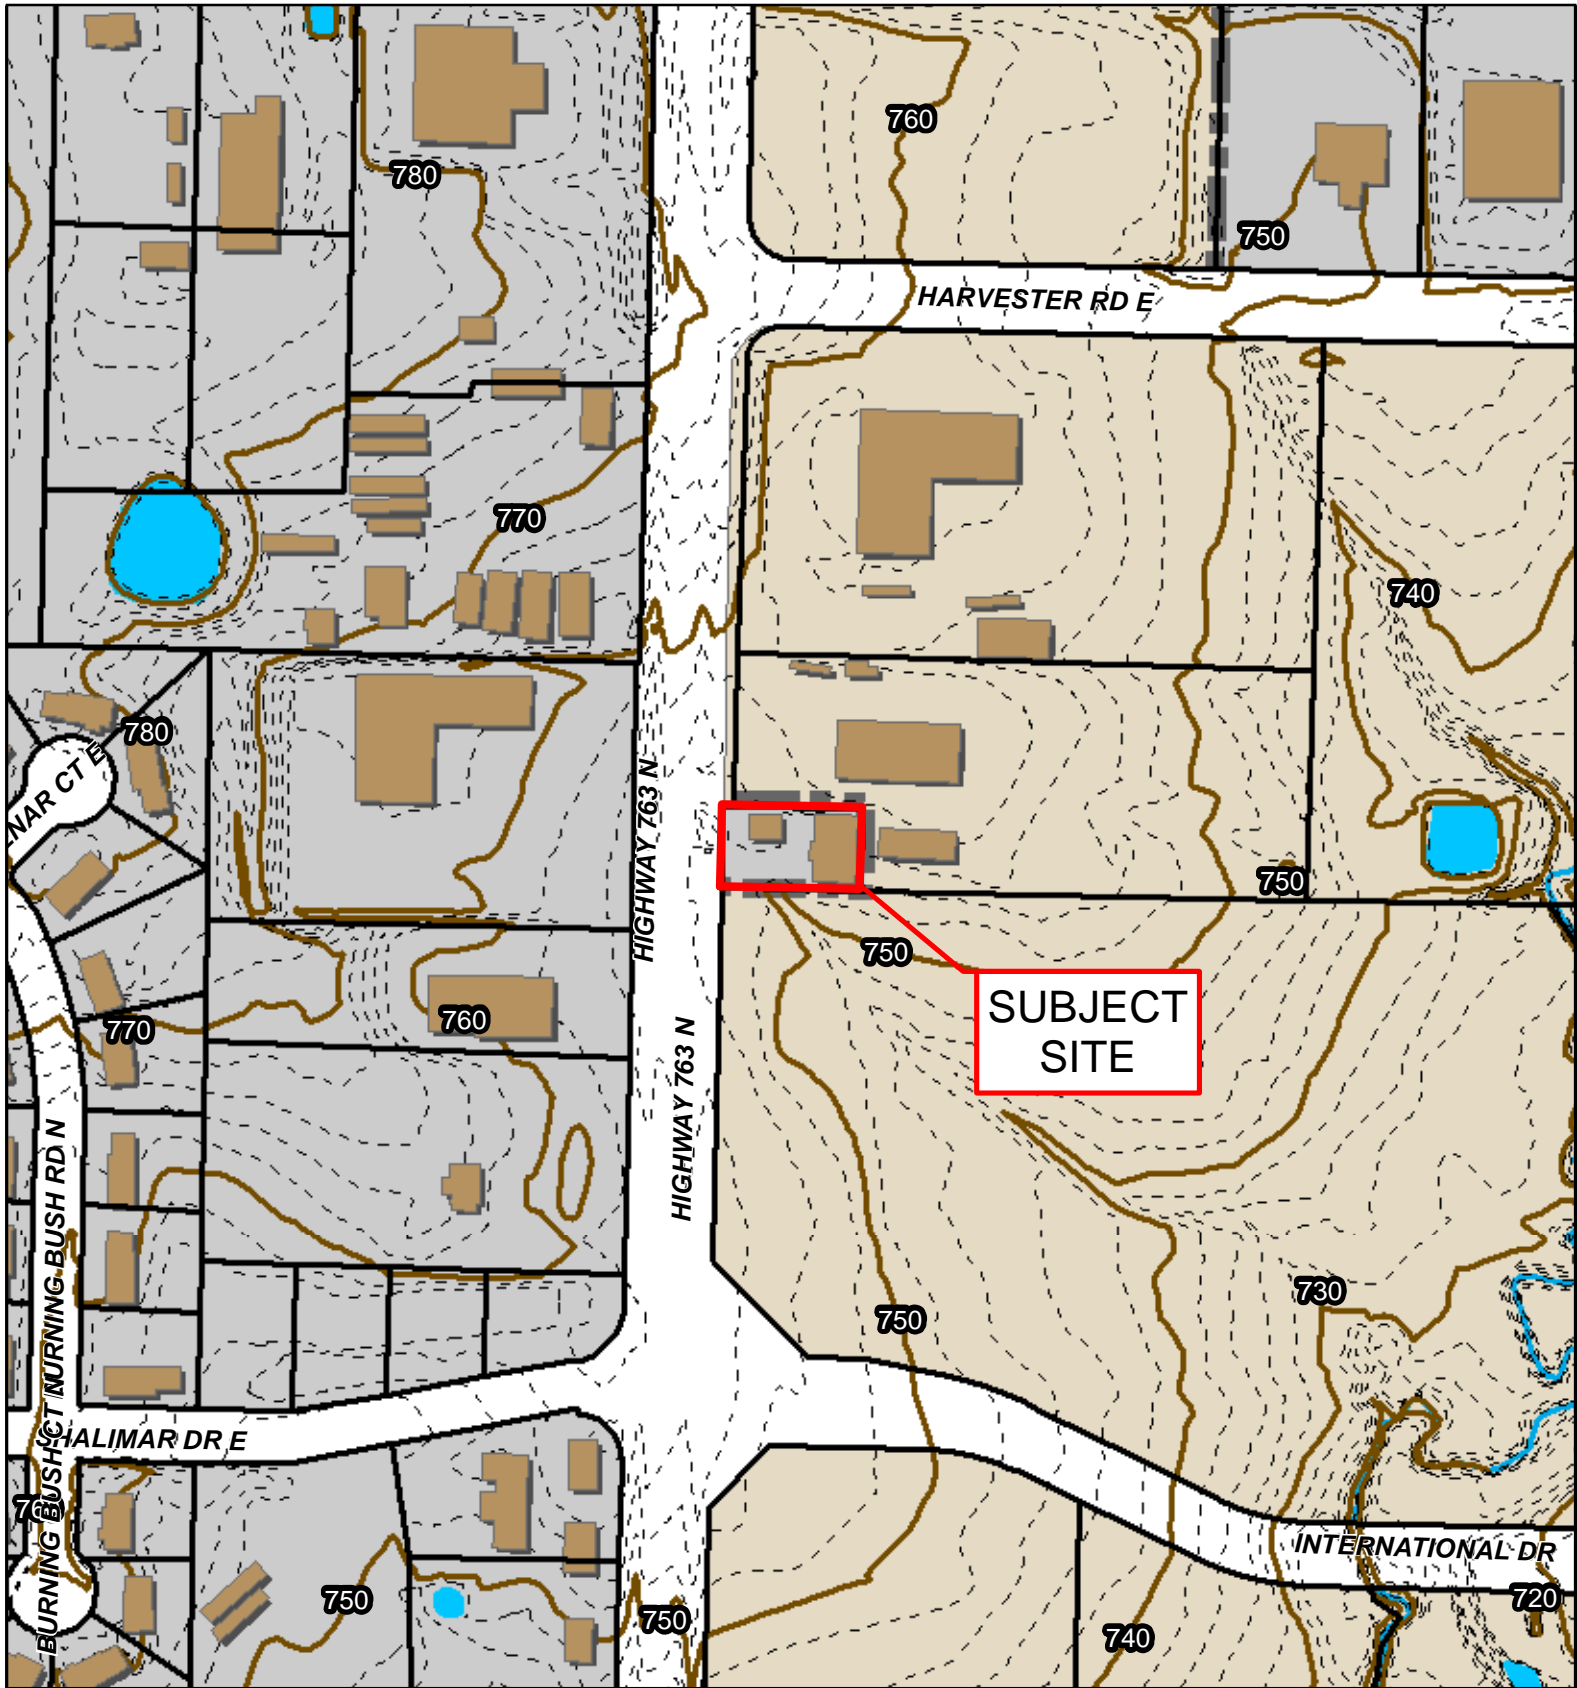 760
780
750
HARVESTER RD E
770
740
780
NAR CT E
HIGHWAY 763 N
750
750
SUBJECT
SITE
760
770
HIGHWAY 763 N
BURNING BUSH RD N
730
750
HALIMAR DR E
BURNING BUSH CT N
INTERNATIONAL DR
750
750
720
740